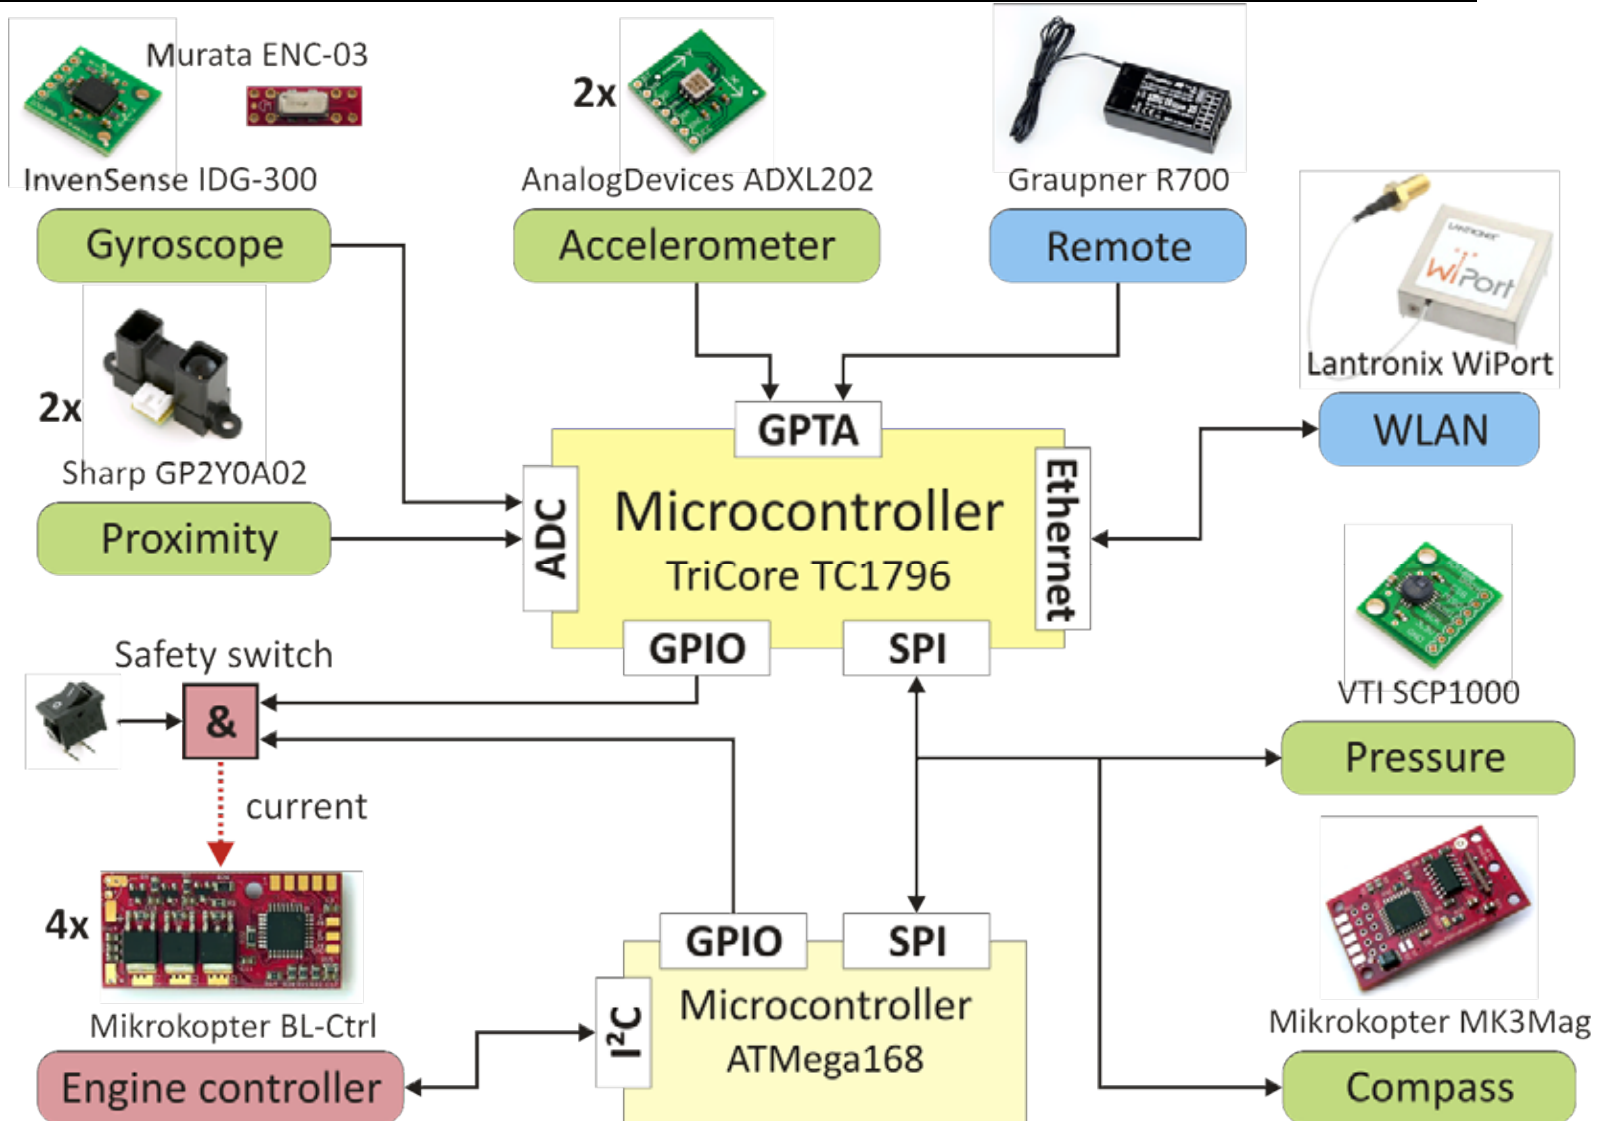 Murata ENC-03
InvenSense IDG-300
Gyroscope
2x
AnalogDevices ADXL202
Accelerometer
Graupner R700
Remote
LANTRONIX
WiPort
Lantronix WiPort
WLAN
2x
Sharp GP2Y0A02
Proximity
GPTA
ADC
Microcontroller
TriCore TC1796
Ethernet
GPIO
SPI
Safety switch
&
current
VTI SCP1000
Pressure
4x
Mikrokopter BL-Ctrl
Engine controller
GPIO
SPI
I²C
Microcontroller
ATMega168
Mikrokopter MK3Mag
Compass